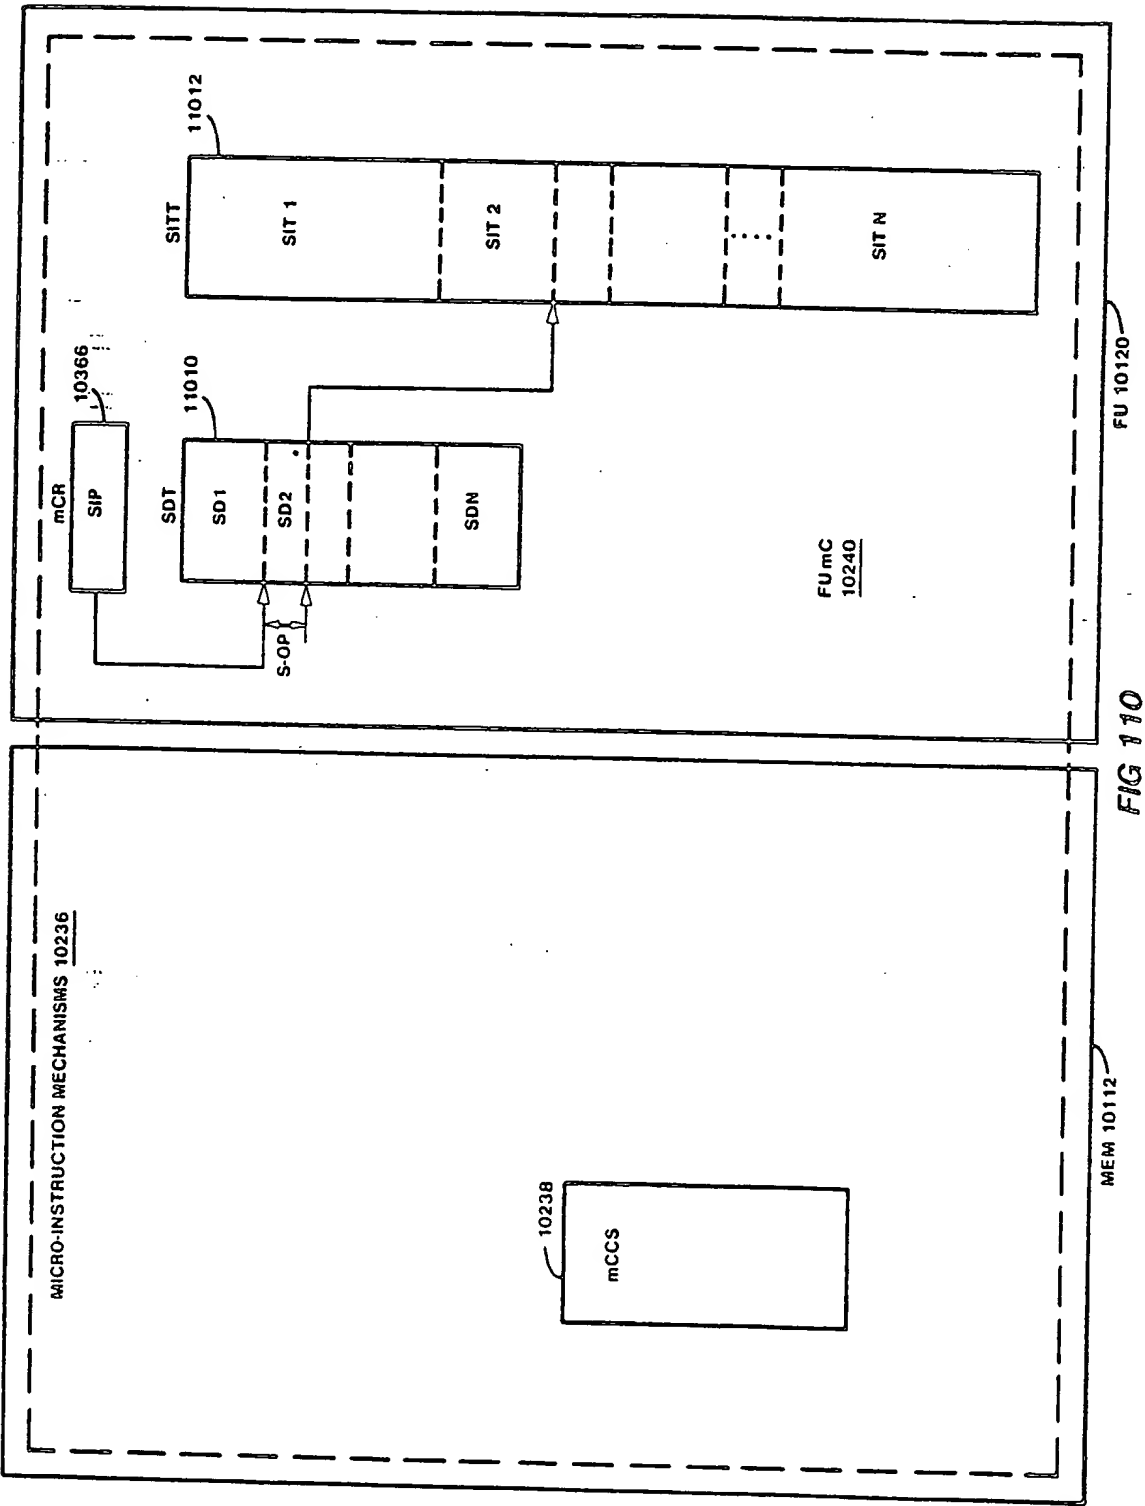 MICRO-INSTRUCTION MECHANISMS 10236
mCCS
10238
MEM 10112
mCR
SIP
10366
SDT
11010
SD1
SD2
SDN
S-OP
SITT
11012
SIT 1
SIT 2
SIT N
FUmC
10240
FU 10120
FIG 110